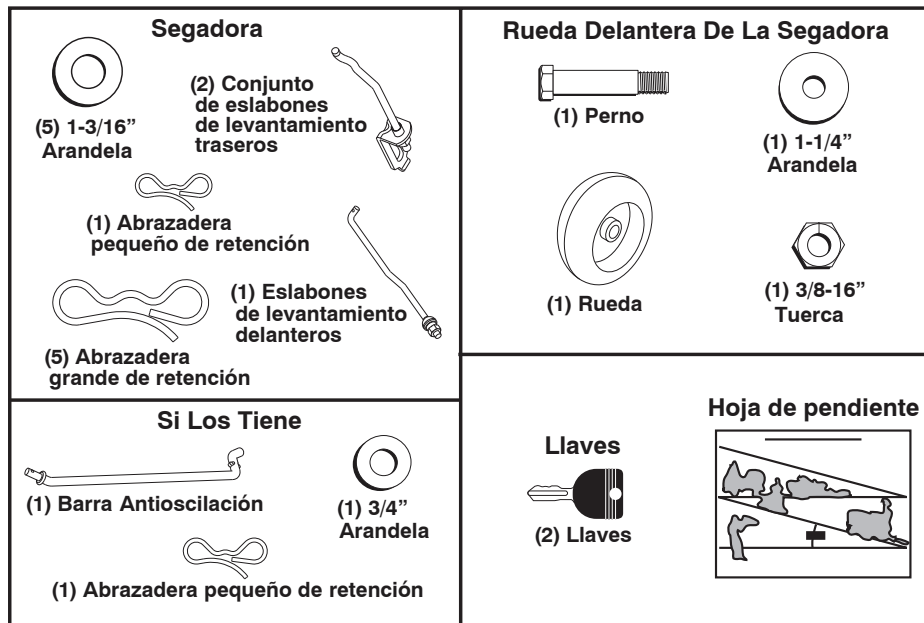 Segadora
(5) 1-3/16”
Arandela
(2) Conjunto
de eslabones
de levantamiento
traseros
(1) Abrazadera
pequeño de retención
(1) Eslabones
de levantamiento
delanteros
(5) Abrazadera
grande de retención
Si Los Tiene
(1) Barra Antioscilación
(1) 3/4”
Arandela
(1) Abrazadera pequeño de retención
Rueda Delantera De La Segadora
(1) Perno
(1) 1-1/4”
Arandela
(1) Rueda
(1) 3/8-16”
Tuerca
Llaves
(2) Llaves
Hoja de pendiente